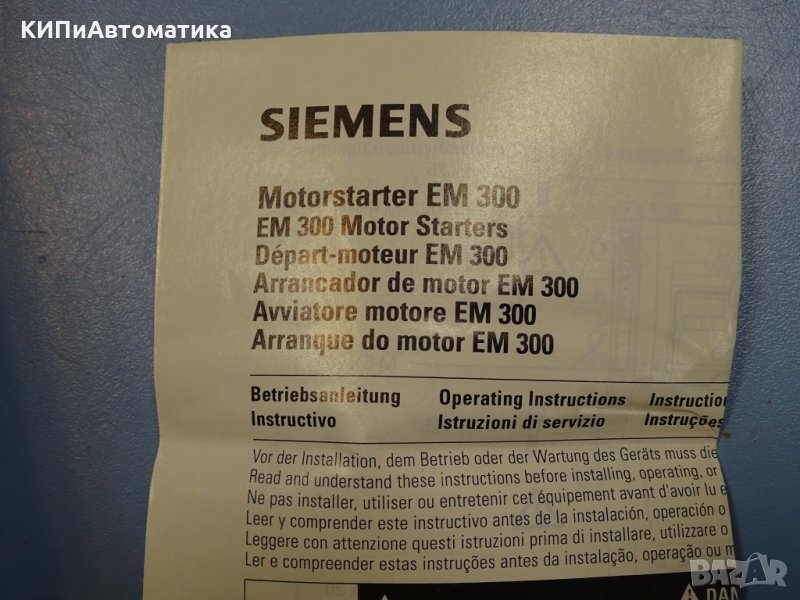 КИПиАвтоматика
SIEMENS
Motorstarter EM 300
EM 300 Motor Starters
Départ-moteur EM 300
Arrancador de motor EM 300
Avviatore motore EM 300
Arranque do motor EM 300
Betriebsanleitung Operating Instructions Instruction
Instructivo Istruzioni di servizio Instruções
Vor der Installation, dem Betrieb oder der Wartung des Geräts muss die
Read and understand these instructions before installing, operating, or
Ne pas installer, utiliser ou entretenir cet équipement avant d'avoir lu e
Leer y comprender este instructivo antes de la instalación, operación o
Leggere con attenzione questi istruzioni prima di installare, utilizzare o
Ler e compreender estas instruções antes da instalação, operação ou m
DAN
BAZAR